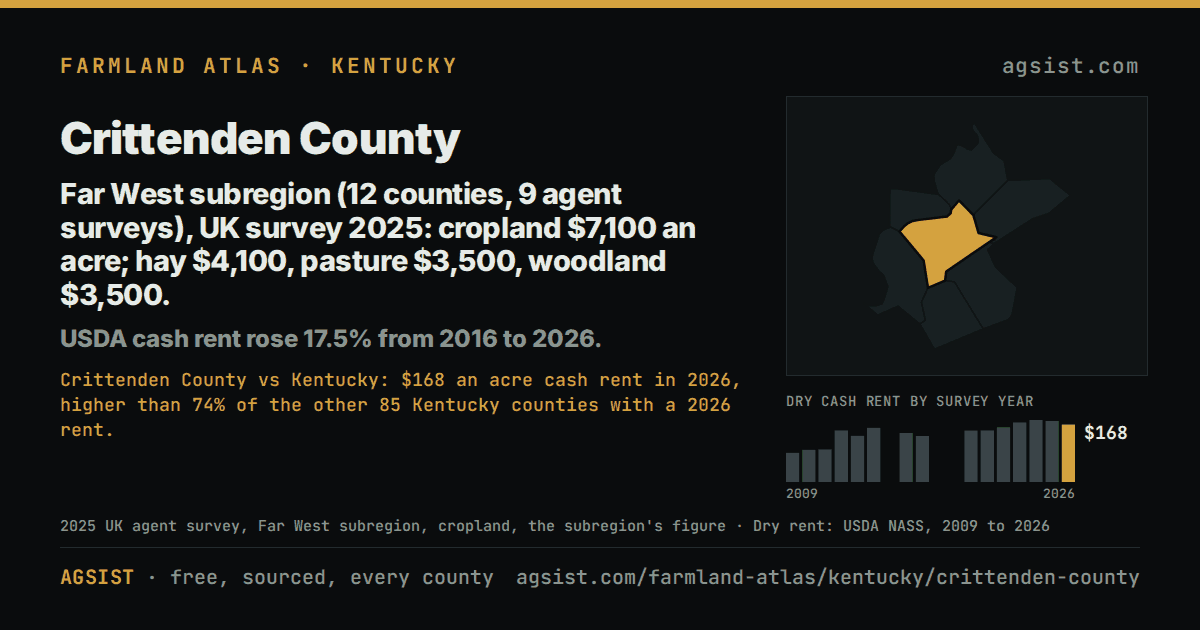 FARMLAND ATLAS · KENTUCKY
agsist.com
Crittenden County
Far West subregion (12 counties, 9 agent
surveys), UK survey 2025: cropland $7,100 an
acre; hay $4,100, pasture $3,500, woodland
$3,500.
USDA cash rent rose 17.5% from 2016 to 2026.
Crittenden County vs Kentucky: $168 an acre cash rent in 2026,
higher than 74% of the other 85 Kentucky counties with a 2026
rent.
DRY CASH RENT BY SURVEY YEAR
$168
2009 2026
2025 UK agent survey, Far West subregion, cropland, the subregion's figure · Dry rent: USDA NASS, 2009 to 2026
AGSIST · free, sourced, every county agsist.com/farmland-atlas/kentucky/crittenden-county